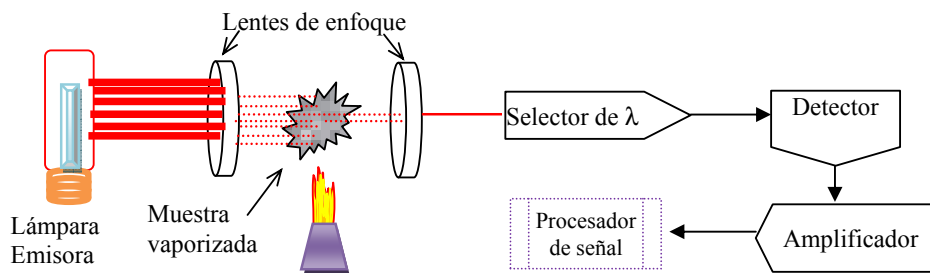 Lentes de enfoque
Selector de λ
Detector
Lámpara
Emisora
Muestra
vaporizada
Procesador
de señal
Amplificador